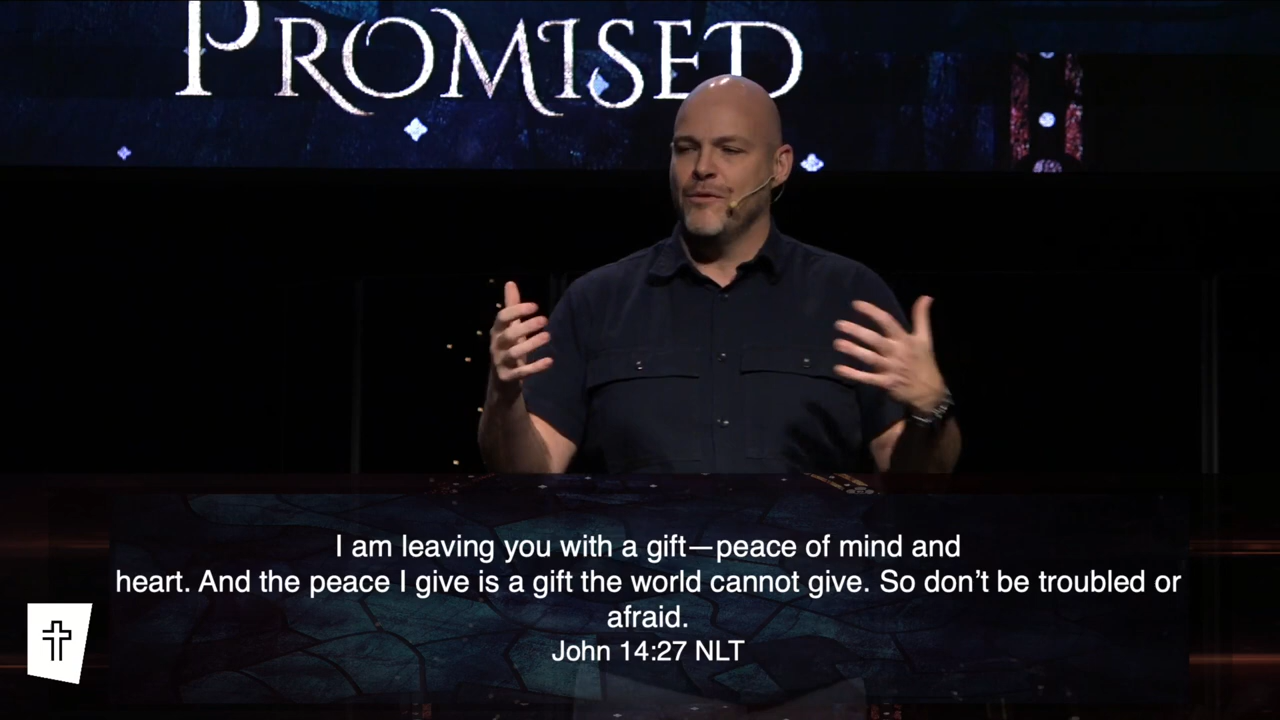 PROMISED
I am leaving you with a gift—peace of mind and
heart. And the peace I give is a gift the world cannot give. So don’t be troubled or
afraid.
John 14:27 NLT